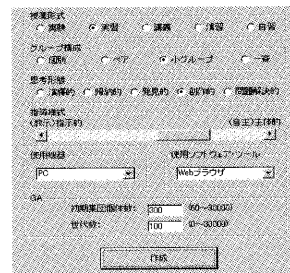 授業形式
実験 実習 講義 演習 自習
グループ構成
個別 ペア 小グループ 一斉
思考形態
演繹的 帰納的 発見的 創作的 問題解決的
指導様式
(教示)指示的 (自主)主体的
使用機器 使用ソフトウェア・ツール
PC Webブラウザ
GA
初期集団個体数: 300 (60~30000)
世代数: 100 (0~30000)
作成